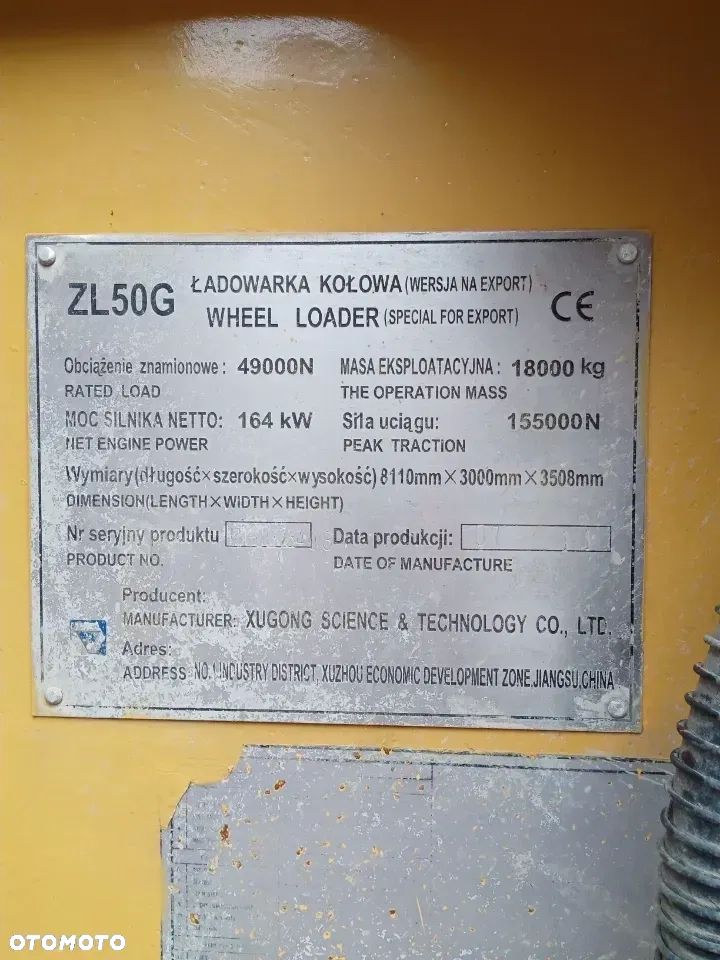 ZL50G ŁADOWARKA KOŁOWA (WERSJA NA EXPORT)
WHEEL LOADER (SPECIAL FOR EXPORT) CE
Obciążenie znamionowe: 49000N MASA EKSPLOATACYJNA: 18000 kg
RATED LOAD THE OPERATION MASS
MOC SILNIKA NETTO: 164 kW Siła uciągu: 155000N
NET ENGINE POWER PEAK TRACTION
Wymiary(długość×szerokość×wysokość) 8110mm×3000mm×3508mm
DIMENSION(LENGTH×WIDTH×HEIGHT)
Nr seryjny produktu Data produkcji:
PRODUCT NO. DATE OF MANUFACTURE
Producent:
MANUFACTURER: XUGONG SCIENCE & TECHNOLOGY CO., LTD.
Adres:
ADDRESS: NO.1 INDUSTRY DISTRICT, XUZHOU ECONOMIC DEVELOPMENT ZONE,JIANGSU,CHINA
OTOMOTO